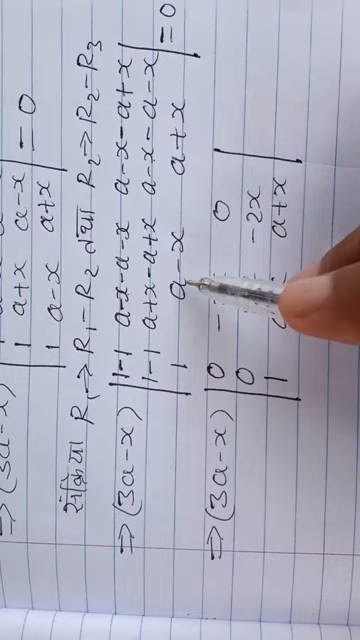 ⇒ (3a-x)
1 a+x a-x | = 0
1 a-x a+x
संक्रिया R₁→R₁-R₂ तथा R₂→R₂-R₃
⇒ (3a-x) | 1-1 a-x-a-x a-x-a+x | = 0
1-1 a+x-a+x a-x-a-x
1 a-x a+x
⇒ (3a-x) | 0 - 0 |
0 -2x
1 a+x